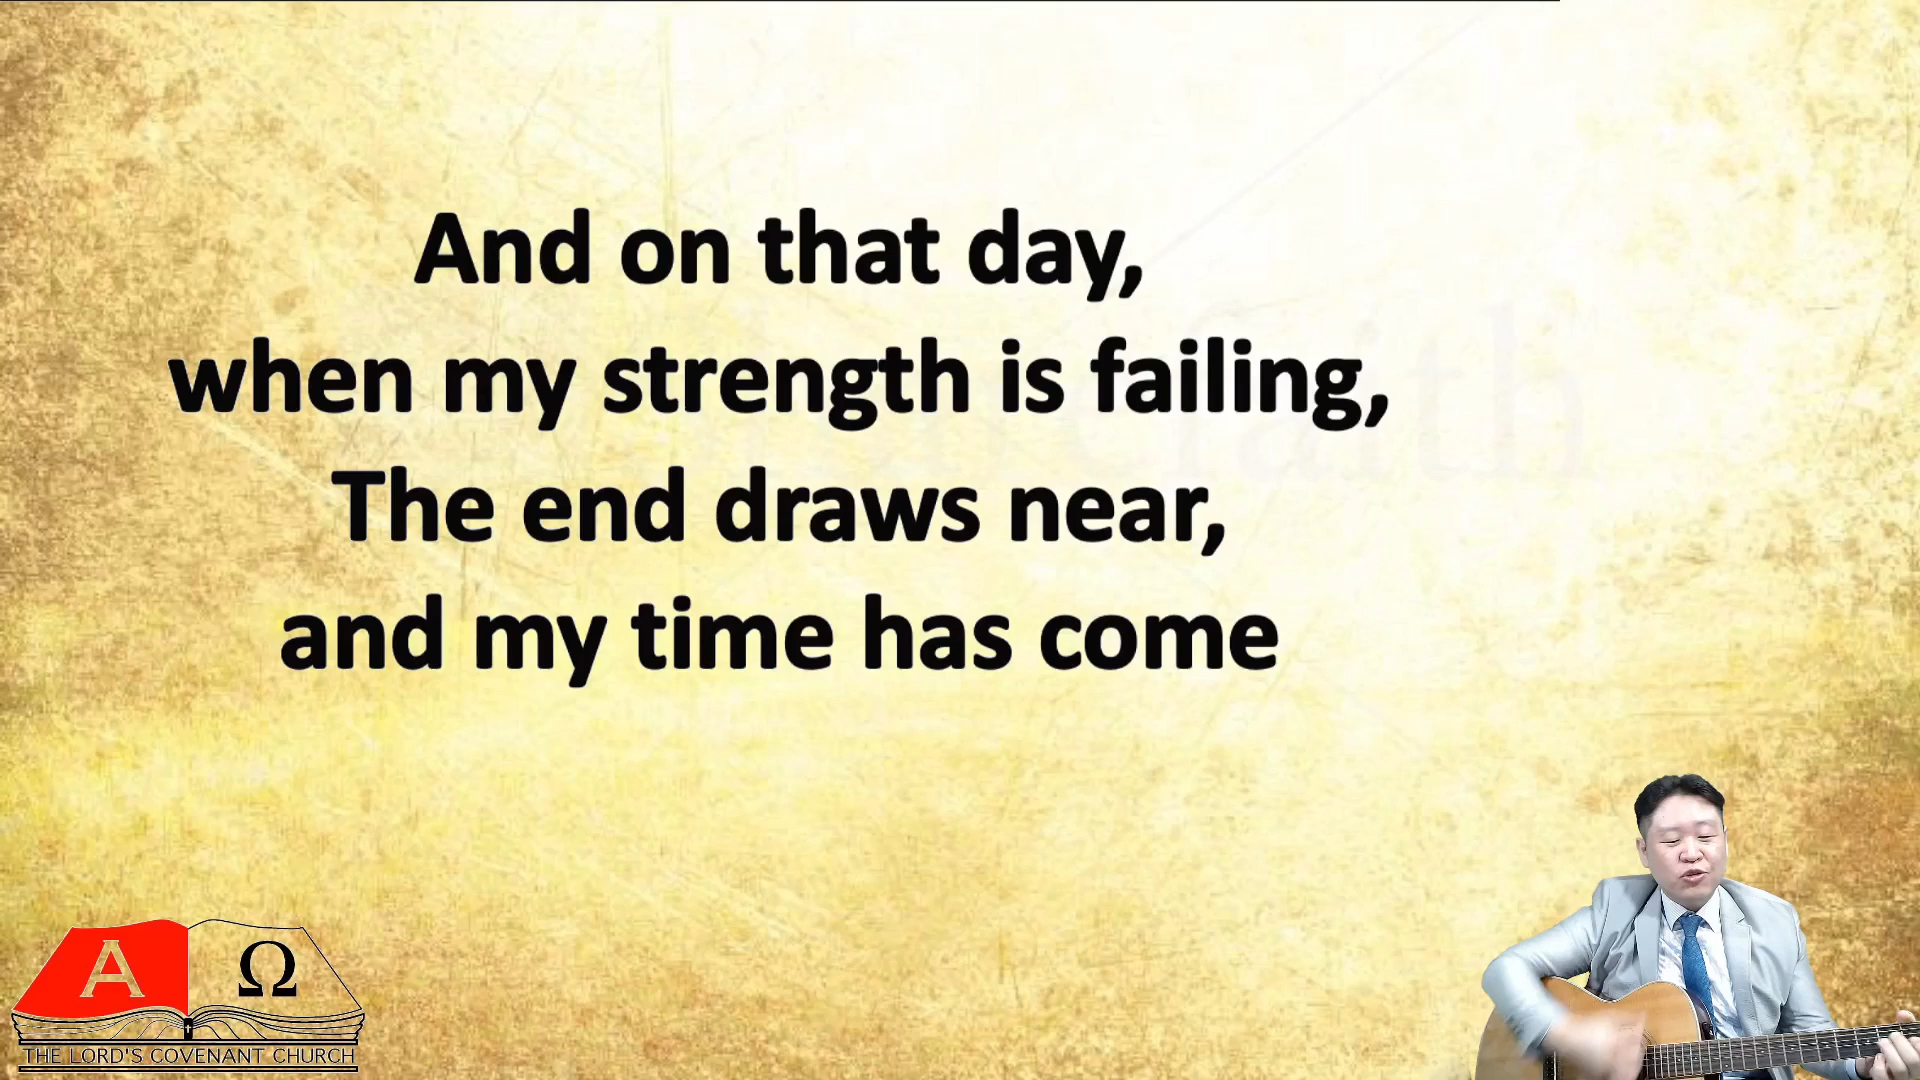 And on that day,
when my strength is failing,
The end draws near,
and my time has come
faith
A Ω
THE LORD'S COVENANT CHURCH